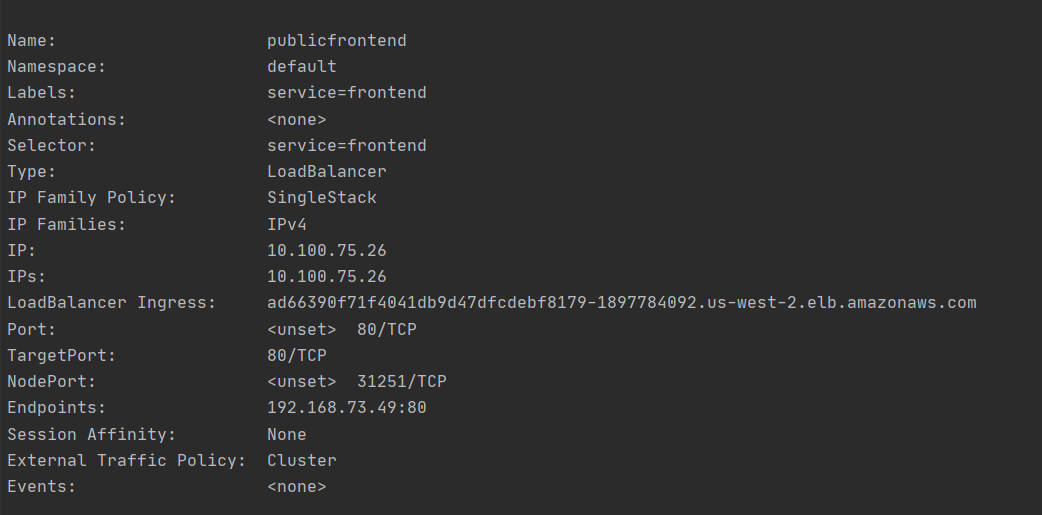 Name: publicfrontend
Namespace: default
Labels: service=frontend
Annotations: <none>
Selector: service=frontend
Type: LoadBalancer
IP Family Policy: SingleStack
IP Families: IPv4
IP: 10.100.75.26
IPs: 10.100.75.26
LoadBalancer Ingress: ad66390f71f4041db9d47dfcdebf8179-1897784092.us-west-2.elb.amazonaws.com
Port: <unset> 80/TCP
TargetPort: 80/TCP
NodePort: <unset> 31251/TCP
Endpoints: 192.168.73.49:80
Session Affinity: None
External Traffic Policy: Cluster
Events: <none>